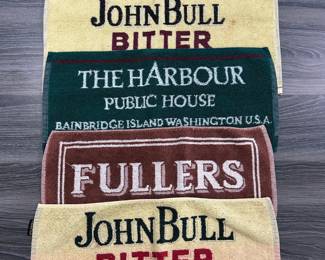 JOHN BULL
BITTER
THE HARBOUR
PUBLIC HOUSE
BAINBRIDGE ISLAND WASHINGTON U.S.A.
FULLERS
JOHN BULL
BITTER